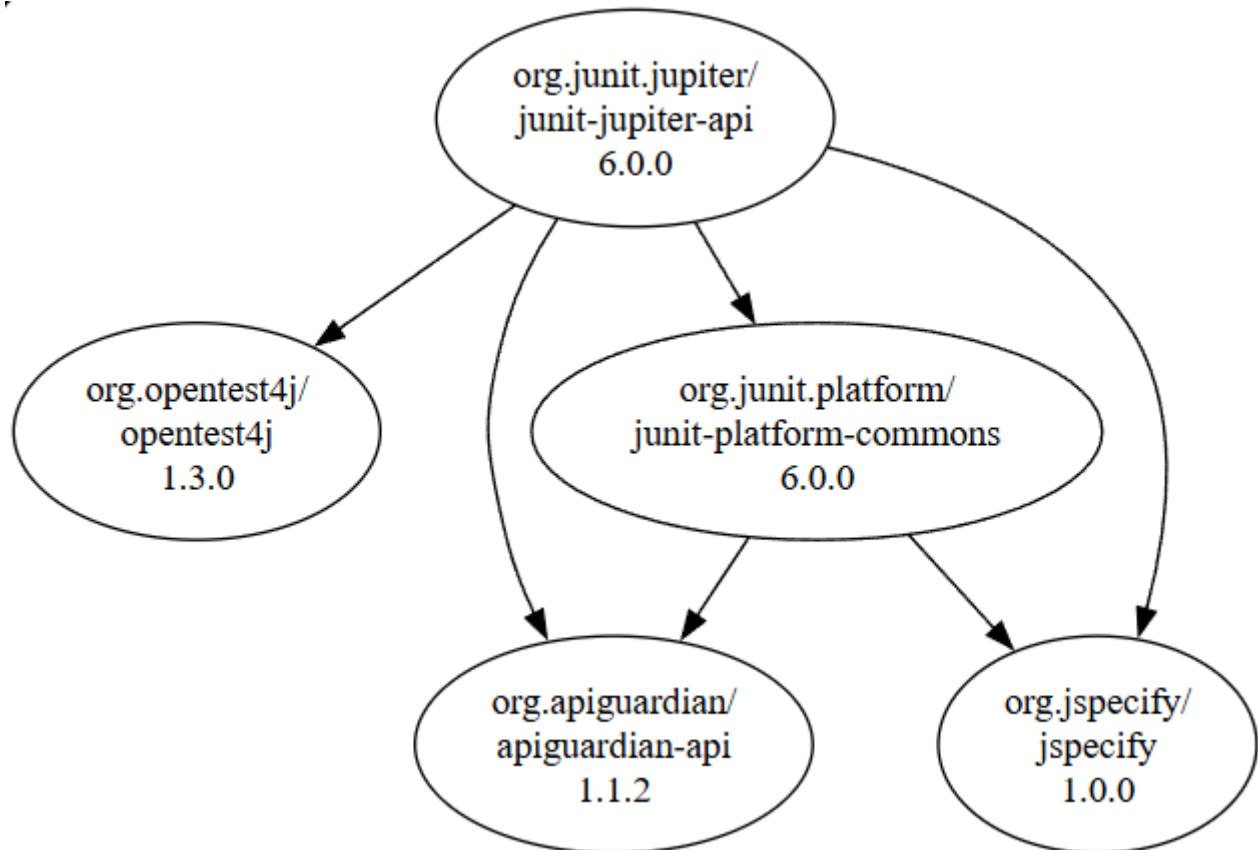 org.junit.jupiter/
junit-jupiter-api
6.0.0
org.opentest4j/
opentest4j
1.3.0
org.junit.platform/
junit-platform-commons
6.0.0
org.apiguardian/
apiguardian-api
1.1.2
org.jspecify/
jspecify
1.0.0